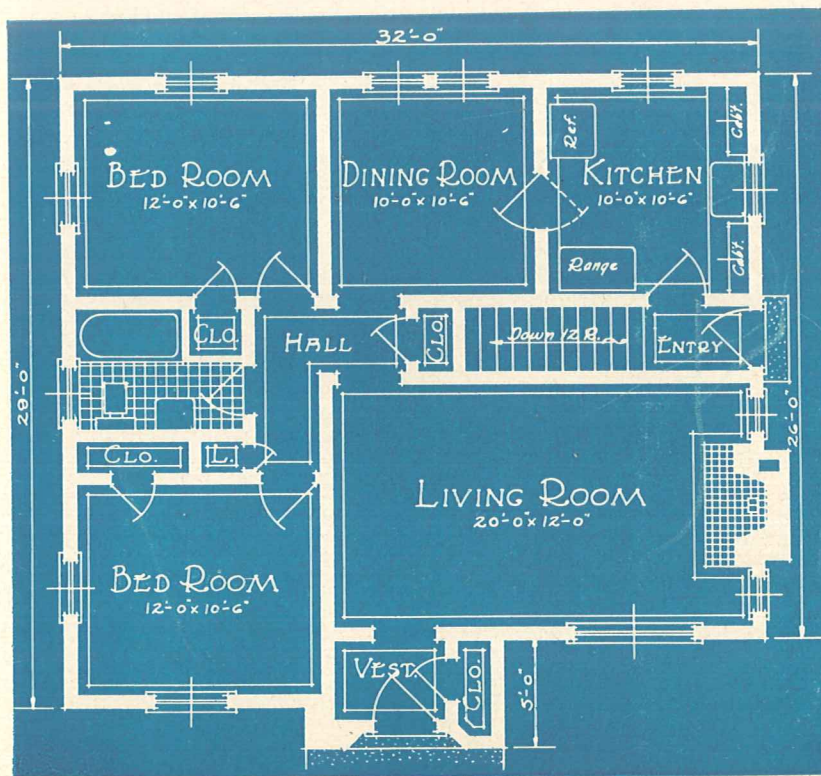 32'-0"
BED ROOM
12'-0" x 10'-6"
DINING ROOM
10'-0" x 10'-6"
Ref.
KITCHEN
10'-0" x 10'-6"
Cab't.
Range
Cab't.
CLO.
HALL
CLO.
Down 12 R.
ENTRY
28'-0"
26'-0"
CLO.
L.
LIVING ROOM
20'-0" x 12'-0"
BED ROOM
12'-0" x 10'-6"
VEST.
CLO.
5'-0"